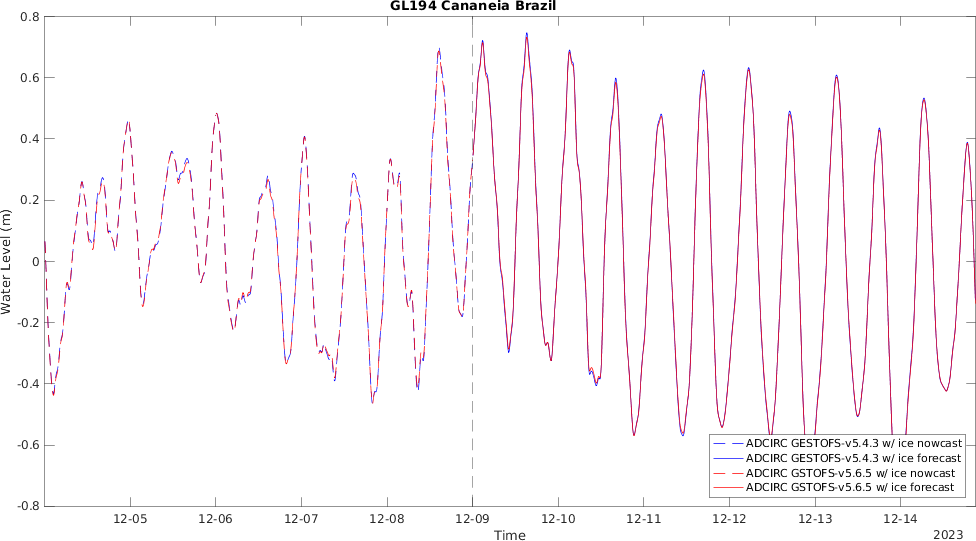 GL194 Cananeia Brazil
0.8
0.6
0.4
0.2
0
-0.2
-0.4
-0.6
-0.8
Water Level (m)
ADCIRC GESTOFS-v5.4.3 w/ ice nowcast
ADCIRC GESTOFS-v5.4.3 w/ ice forecast
ADCIRC GSTOFS-v5.6.5 w/ ice nowcast
ADCIRC GSTOFS-v5.6.5 w/ ice forecast
12-05 12-06 12-07 12-08 12-09 12-10 12-11 12-12 12-13 12-14
Time
2023